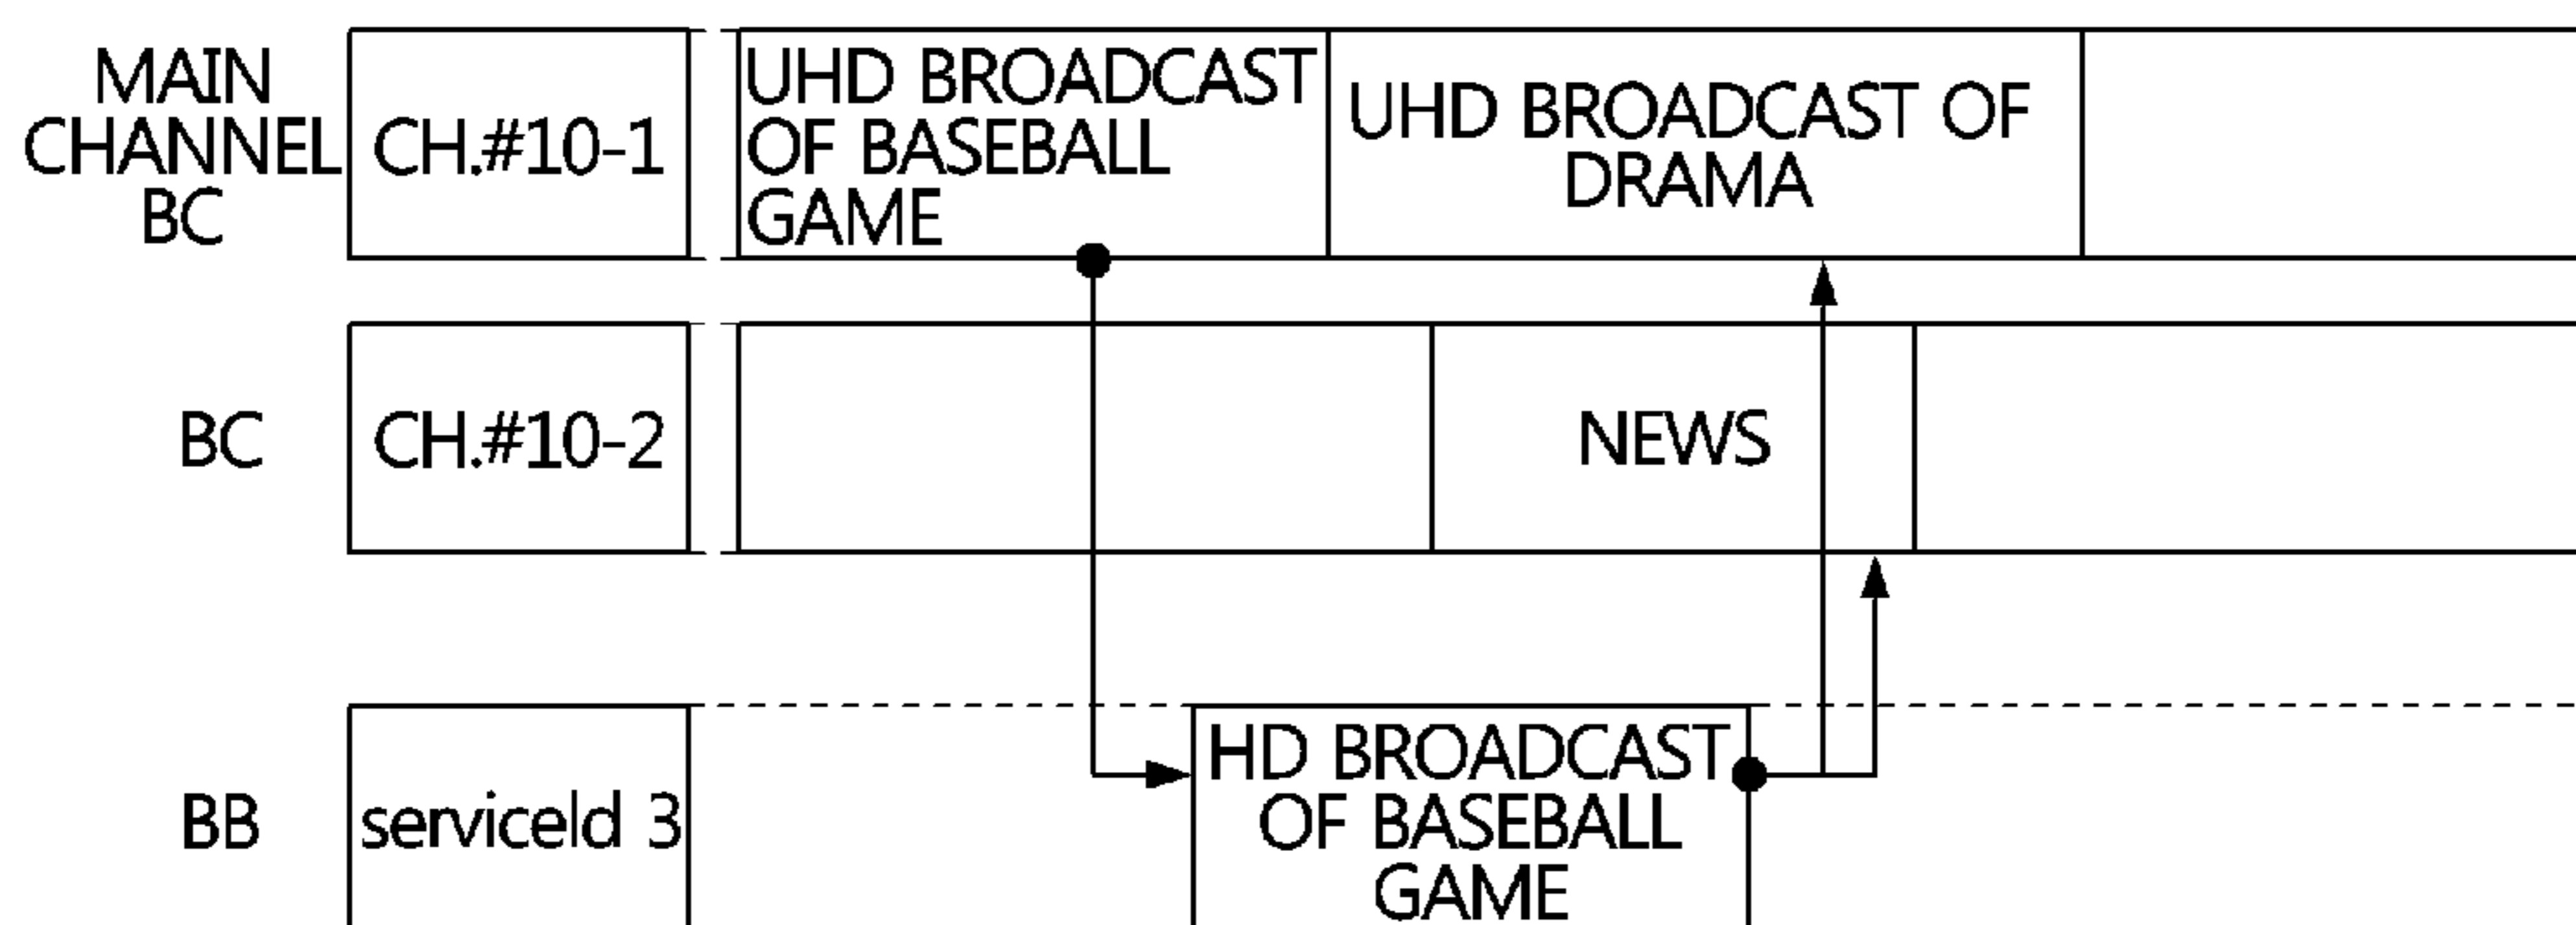 MAIN
CHANNEL
BC
CH.#10-1
UHD BROADCAST
OF BASEBALL
GAME
UHD BROADCAST OF
DRAMA
BC
CH.#10-2
NEWS
BB
serviceId 3
HD BROADCAST
OF BASEBALL
GAME